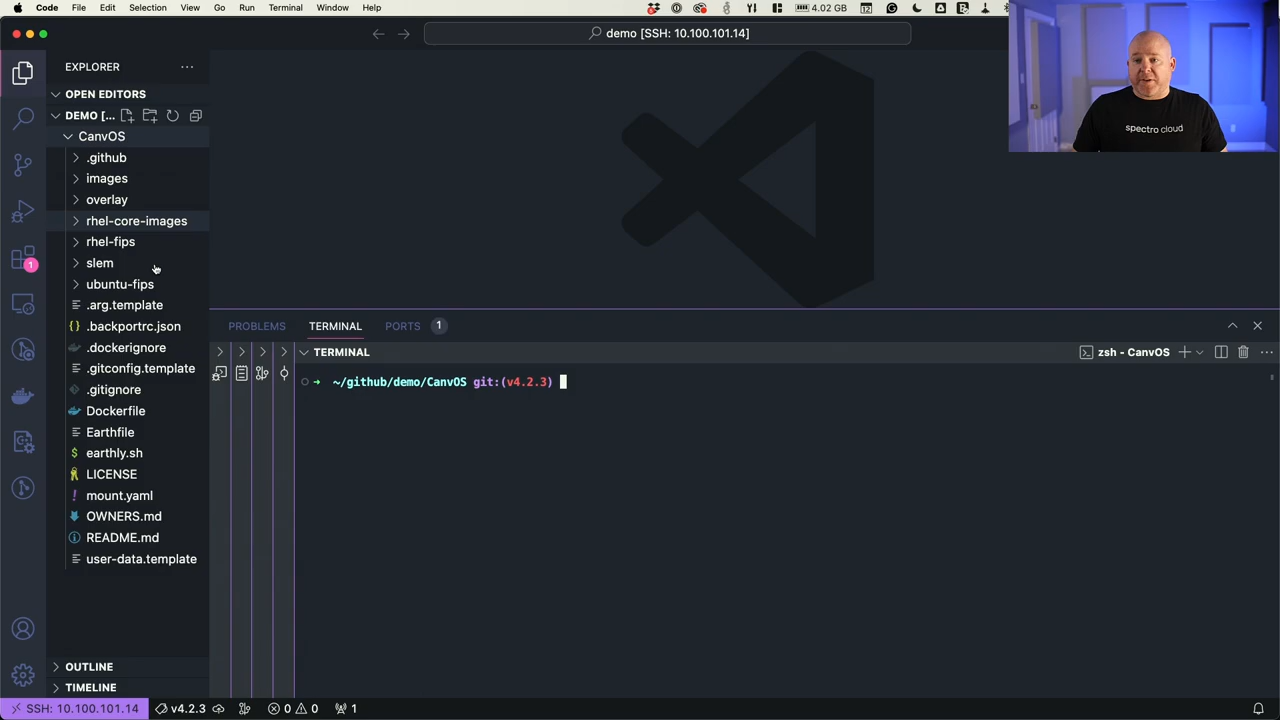 Code File Edit Selection View Go Run Terminal Window Help
4.02 GB
12
demo [SSH: 10.100.101.14]
EXPLORER
OPEN EDITORS
DEMO [...
CanvOS
.github
images
overlay
rhel-core-images
rhel-fips
slem
ubuntu-fips
.arg.template
.backportrc.json
.dockerignore
.gitconfig.template
.gitignore
Dockerfile
Earthfile
earthly.sh
LICENSE
mount.yaml
OWNERS.md
README.md
user-data.template
OUTLINE
TIMELINE
1
PROBLEMS TERMINAL PORTS 1
TERMINAL
zsh - CanvOS
~/github/demo/CanvOS git:(v4.2.3)
spectro cloud
SSH: 10.100.101.14 v4.2.3 0 0 1